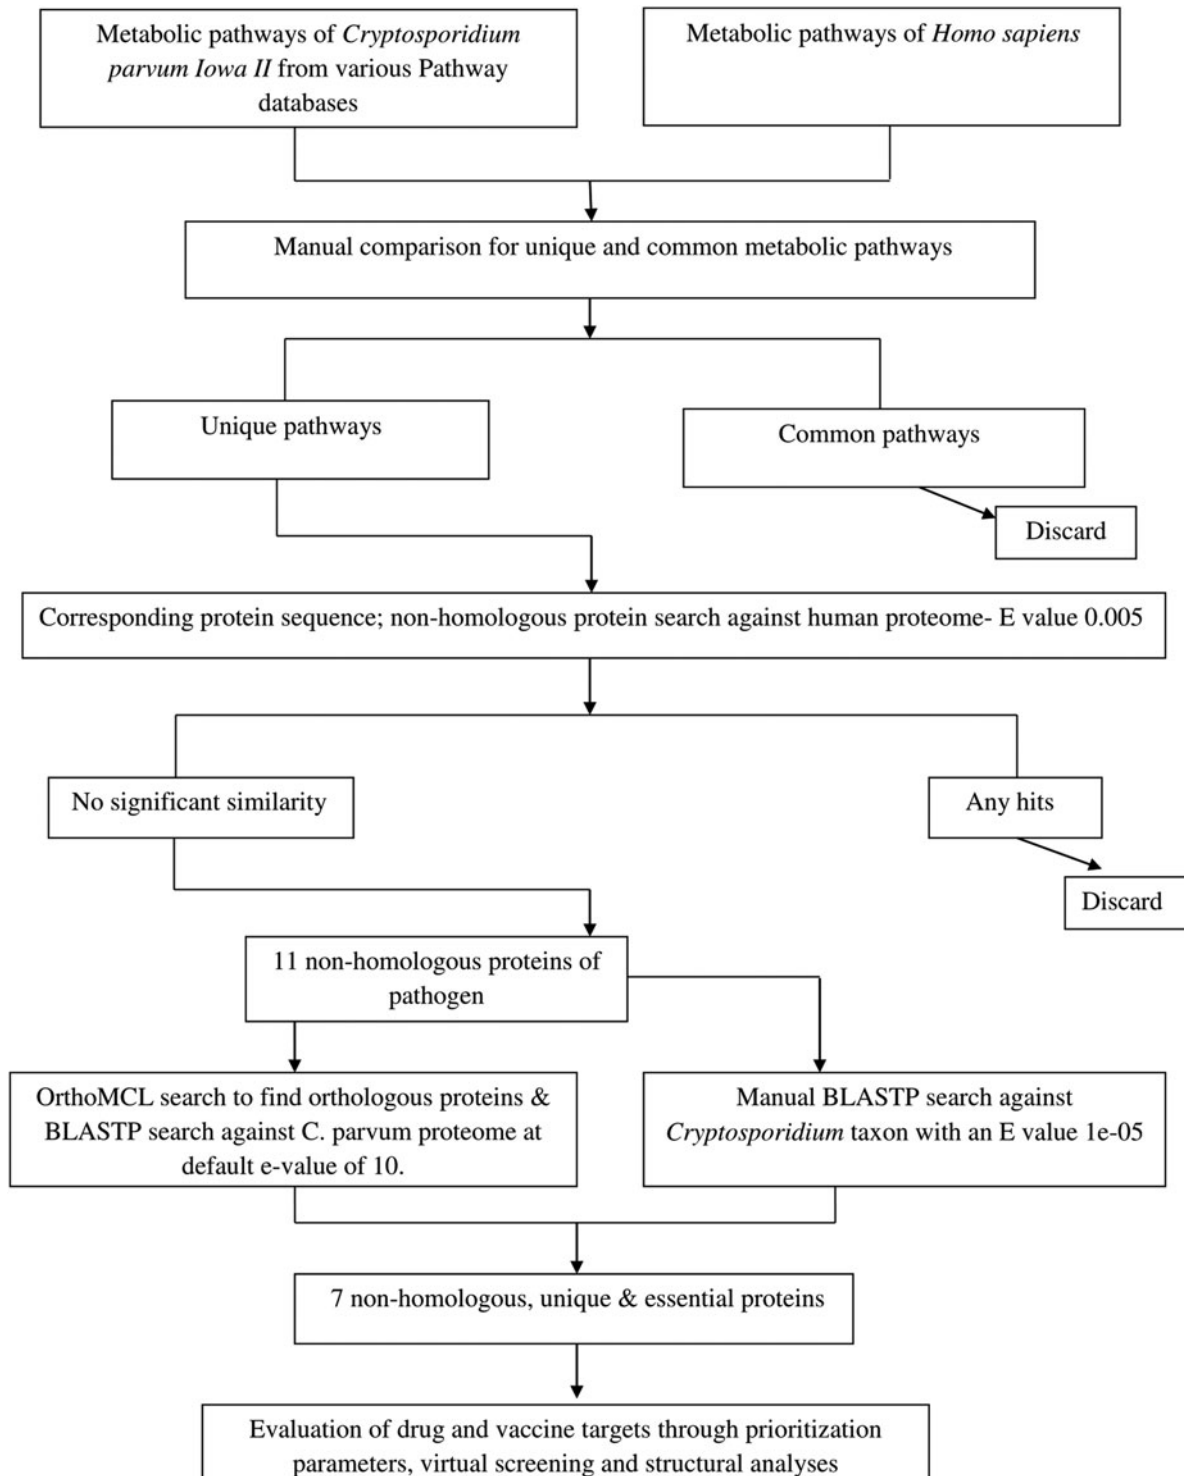 Metabolic pathways of Cryptosporidium
parvum Iowa II from various Pathway
databases
Metabolic pathways of Homo sapiens
Manual comparison for unique and common metabolic pathways
Unique pathways
Common pathways
Discard
Corresponding protein sequence; non-homologous protein search against human proteome- E value 0.005
No significant similarity
Any hits
Discard
11 non-homologous proteins of
pathogen
OrthoMCL search to find orthologous proteins &
BLASTP search against C. parvum proteome at
default e-value of 10.
Manual BLASTP search against
Cryptosporidium taxon with an E value 1e-05
7 non-homologous, unique & essential proteins
Evaluation of drug and vaccine targets through prioritization
parameters, virtual screening and structural analyses